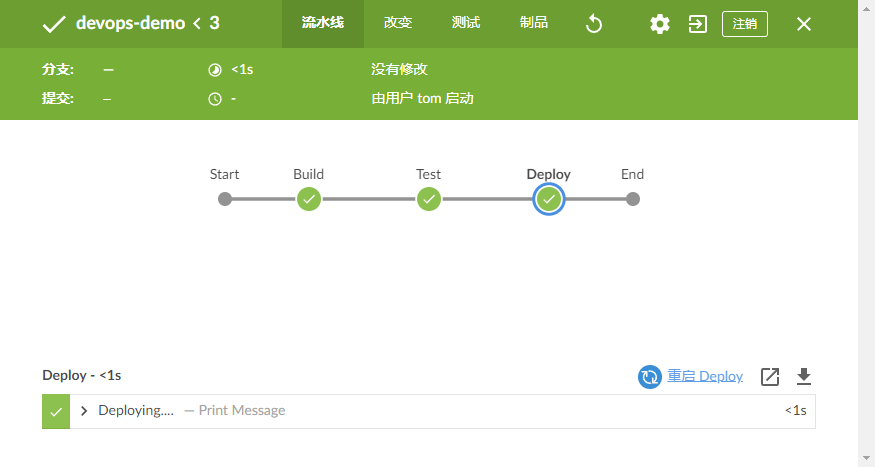 devops-demo < 3 流水线 改变 测试 制品 注销
分支: — <1s 没有修改
提交: – - 由用户 tom 启动
Start Build Test Deploy End
Deploy - <1s 重启 Deploy
Deploying.... — Print Message <1s